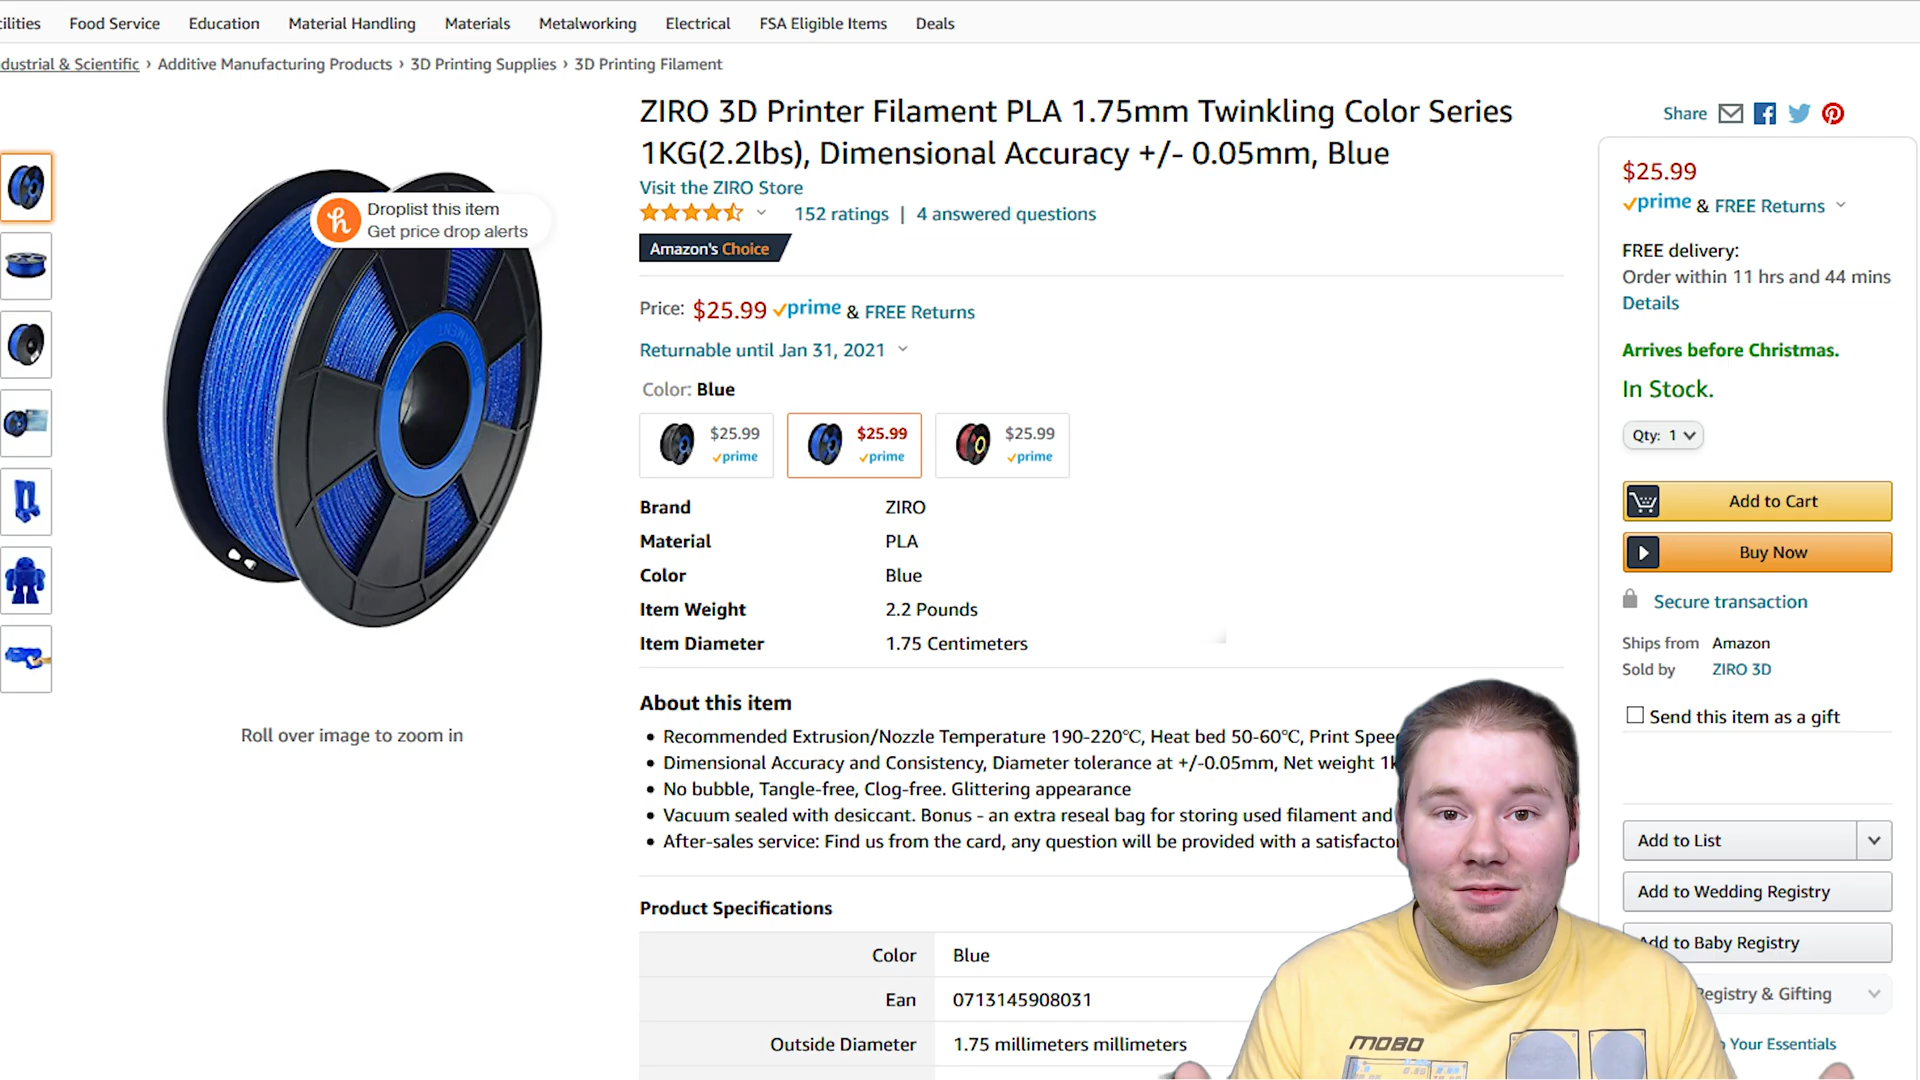 Food Service Education Material Handling Materials Metalworking Electrical FSA Eligible Items Deals
Additive Manufacturing Products › 3D Printing Supplies › 3D Printing Filament
ZIRO 3D Printer Filament PLA 1.75mm Twinkling Color Series
1KG(2.2lbs), Dimensional Accuracy +/- 0.05mm, Blue
Visit the ZIRO Store
152 ratings | 4 answered questions
Amazon's Choice
Droplist this item
Get price drop alerts
Price: $25.99 prime & FREE Returns
Returnable until Jan 31, 2021
Color: Blue
$25.99 prime
$25.99 prime
$25.99 prime
Brand ZIRO
Material PLA
Color Blue
Item Weight 2.2 Pounds
Item Diameter 1.75 Centimeters
Roll over image to zoom in
About this item
Recommended Extrusion/Nozzle Temperature 190-220℃, Heat bed 50-60℃, Print
Dimensional Accuracy and Consistency, Diameter tolerance at +/-0.05mm, Net weight
No bubble, Tangle-free, Clog-free. Glittering appearance
Vacuum sealed with desiccant. Bonus - an extra reseal bag for storing used filament and
After-sales service: Find us from the card, any question will be provided with a
Product Specifications
Color Blue
Ean 0713145908031
Outside Diameter 1.75 millimeters millimeters
Share
$25.99
prime & FREE Returns
FREE delivery:
Order within 11 hrs and 44 mins
Details
Arrives before Christmas.
In Stock.
Qty: 1
Add to Cart
Buy Now
Secure transaction
Ships from Amazon
Sold by ZIRO 3D
Send this item as a gift
Add to List
Add to Wedding Registry
Add to Baby Registry
Registry & Gifting
Your Essentials
MOBO